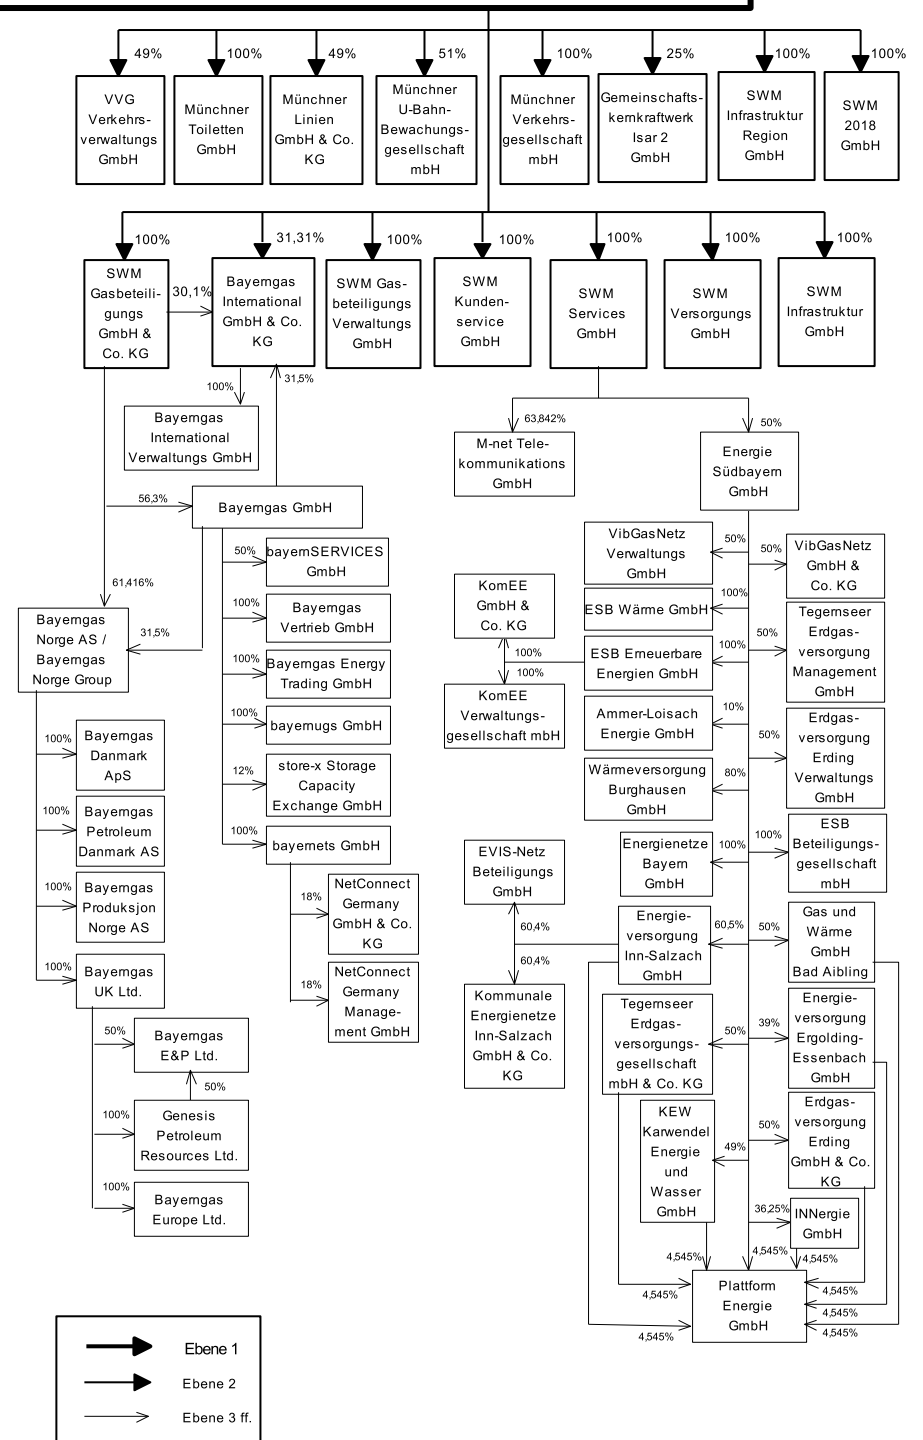 49%
100%
49%
51%
100%
25%
100%
100%
VVG
Verkehrs-
verwaltungs
GmbH
Münchner
Toiletten
GmbH
Münchner
Linien
GmbH & Co.
KG
Münchner
U-Bahn-
Bewachungs-
gesellschaft
mbH
Münchner
Verkehrs-
gesellschaft
mbH
Gemeinschafts-
kernkraftwerk
Isar 2
GmbH
SWM
Infrastruktur
Region
GmbH
SWM
2018
GmbH
100%
31,31%
100%
100%
100%
100%
100%
SWM
Gasbeteili-
gungs
GmbH &
Co. KG
30,1%
Bayerngas
International
GmbH & Co.
KG
SWM Gas-
beteiligungs
Verwaltungs
GmbH
SWM
Kunden-
service
GmbH
SWM
Services
GmbH
SWM
Versorgungs
GmbH
SWM
Infrastruktur
GmbH
100%
31,5%
Bayerngas
International
Verwaltungs GmbH
63,842%
50%
M-net Tele-
kommunikations
GmbH
Energie
Südbayern
GmbH
56,3%
Bayerngas GmbH
61,416%
31,5%
Bayerngas
Norge AS /
Bayerngas
Norge Group
50%
bayernSERVICES
GmbH
100%
Bayerngas
Vertrieb GmbH
100%
Bayerngas Energy
Trading GmbH
100%
bayernugs GmbH
12%
store-x Storage
Capacity
Exchange GmbH
100%
bayernets GmbH
18%
NetConnect
Germany
GmbH & Co.
KG
18%
NetConnect
Germany
Manage-
ment GmbH
100%
Bayerngas
Danmark
ApS
100%
Bayerngas
Petroleum
Danmark AS
100%
Bayerngas
Produksjon
Norge AS
100%
Bayerngas
UK Ltd.
50%
Bayerngas
E&P Ltd.
50%
100%
Genesis
Petroleum
Resources Ltd.
100%
Bayerngas
Europe Ltd.
VibGasNetz
Verwaltungs
GmbH
50%
50%
VibGasNetz
GmbH &
Co. KG
KomEE
GmbH &
Co. KG
ESB Wärme GmbH
100%
Tegernseer
Erdgas-
versorgung
Management
GmbH
50%
100%
100%
ESB Erneuerbare
Energien GmbH
100%
KomEE
Verwaltungs-
gesellschaft mbH
Ammer-Loisach
Energie GmbH
10%
50%
Erdgas-
versorgung
Erding
Verwaltungs
GmbH
Wärmeversorgung
Burghausen
GmbH
80%
Energienetze
Bayern
GmbH
100%
100%
ESB
Beteiligungs-
gesellschaft
mbH
EVIS-Netz
Beteiligungs
GmbH
60,4%
60,4%
Energie-
versorgung
Inn-Salzach
GmbH
60,5%
50%
Gas und
Wärme
GmbH
Bad Aibling
Kommunale
Energienetze
Inn-Salzach
GmbH & Co.
KG
Tegernseer
Erdgas-
versorgungs-
gesellschaft
mbH & Co. KG
50%
39%
Energie-
versorgung
Ergolding-
Essenbach
GmbH
KEW
Karwendel
Energie
und
Wasser
GmbH
49%
50%
Erdgas-
versorgung
Erding
GmbH & Co.
KG
36,25%
INNergie
GmbH
4,545%
4,545%
4,545%
4,545%
4,545%
4,545%
4,545%
4,545%
Plattform
Energie
GmbH
Ebene 1
Ebene 2
Ebene 3 ff.